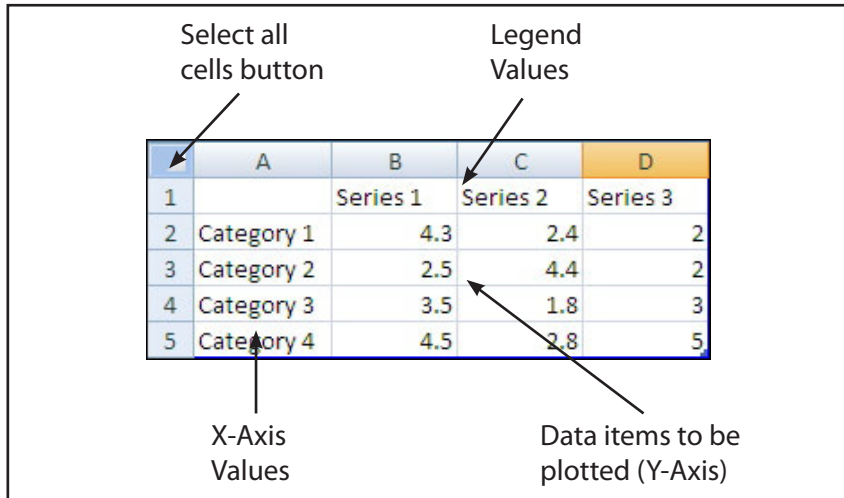 Select all
cells button
Legend
Values
A B C D
1 Series 1 Series 2 Series 3
2 Category 1 4.3 2.4 2
3 Category 2 2.5 4.4 2
4 Category 3 3.5 1.8 3
5 Category 4 4.5 2.8 5
X-Axis
Values
Data items to be
plotted (Y-Axis)